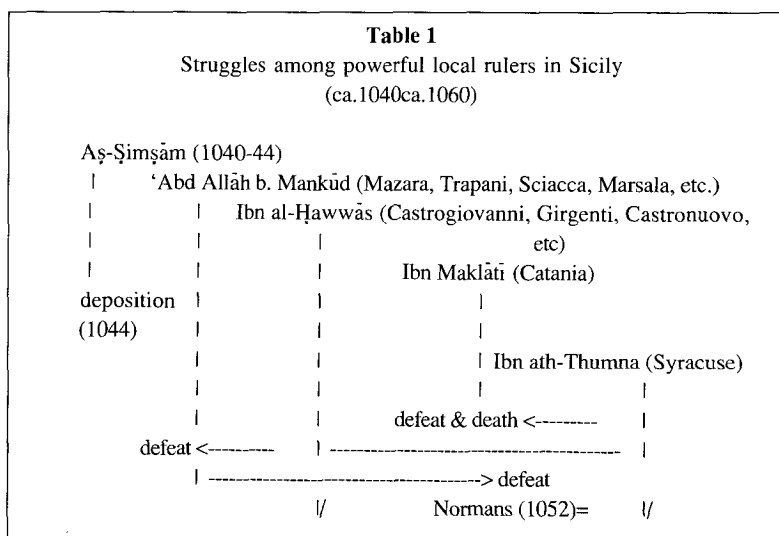 Table 1
Struggles among powerful local rulers in Sicily
(ca.1040ca.1060)
Aṣ-Ṣimṣām (1040-44)
| 'Abd Allāh b. Mankūd (Mazara, Trapani, Sciacca, Marsala, etc.)
| | Ibn al-Ḥawwās (Castrogiovanni, Girgenti, Castronuovo,
| | | etc)
| | | Ibn Maklātī (Catania)
deposition | | |
(1044) | | |
| | | Ibn ath-Thumna (Syracuse)
| | | |
| | defeat & death <------- |
defeat <--------- | ------------------------------------ |
| ----------------------------------> defeat
|/ Normans (1052)= |/